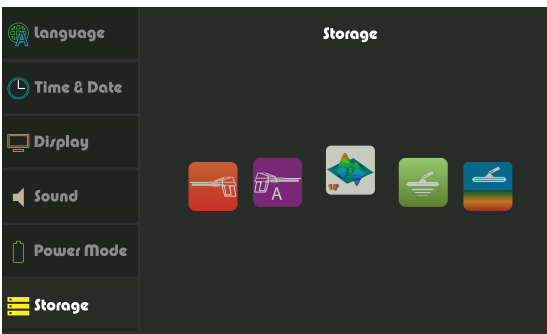 Language
Storage
Time & Date
Display
Sound
A
Power Mode
Storage